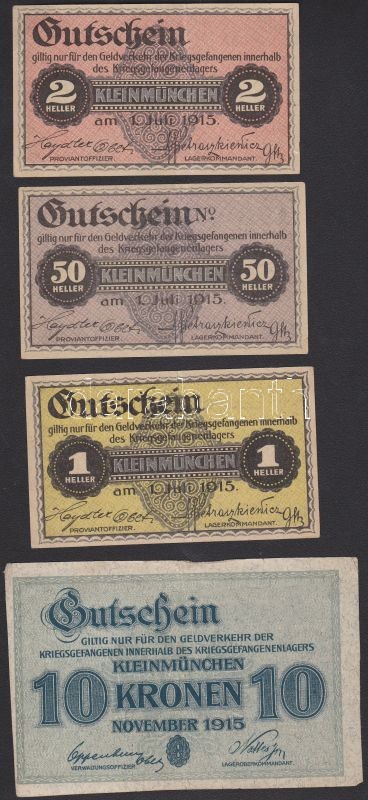 Gutschein
giltig nur für den Geldverkehr der Kriegsgefangenen innerhalb
des Kriegsgefangenenlagers
2 KLEINMÜNCHEN 2
HELLER HELLER
am 1. Juli 1915.
PROVIANTOFFIZIER LAGERKOMMANDANT.
Gutschein Nº
giltig nur für den Geldverkehr der Kriegsgefangenen innerhalb
des Kriegsgefangenenlagers
50 KLEINMÜNCHEN 50
HELLER HELLER
am 1. Juli 1915.
PROVIANTOFFIZIER. LAGERKOMMANDANT.
Gutschein
giltig nur für den Geldverkehr der Kriegsgefangenen innerhalb
des Kriegsgefangenenlagers
1 KLEINMÜNCHEN 1
HELLER HELLER
am 1. Juli 1915.
PROVIANTOFFIZIER: LAGERKOMMANDANT.
Gutschein
GILTIG NUR FÜR DEN GELDVERKEHR DER
KRIEGSGEFANGENEN INNERHALB DES KRIEGSGEFANGENENLAGERS
KLEINMÜNCHEN
10 KRONEN 10
NOVEMBER 1915
VERWALTUNGSOFFIZIER LAGEROBERKOMMANDANT.